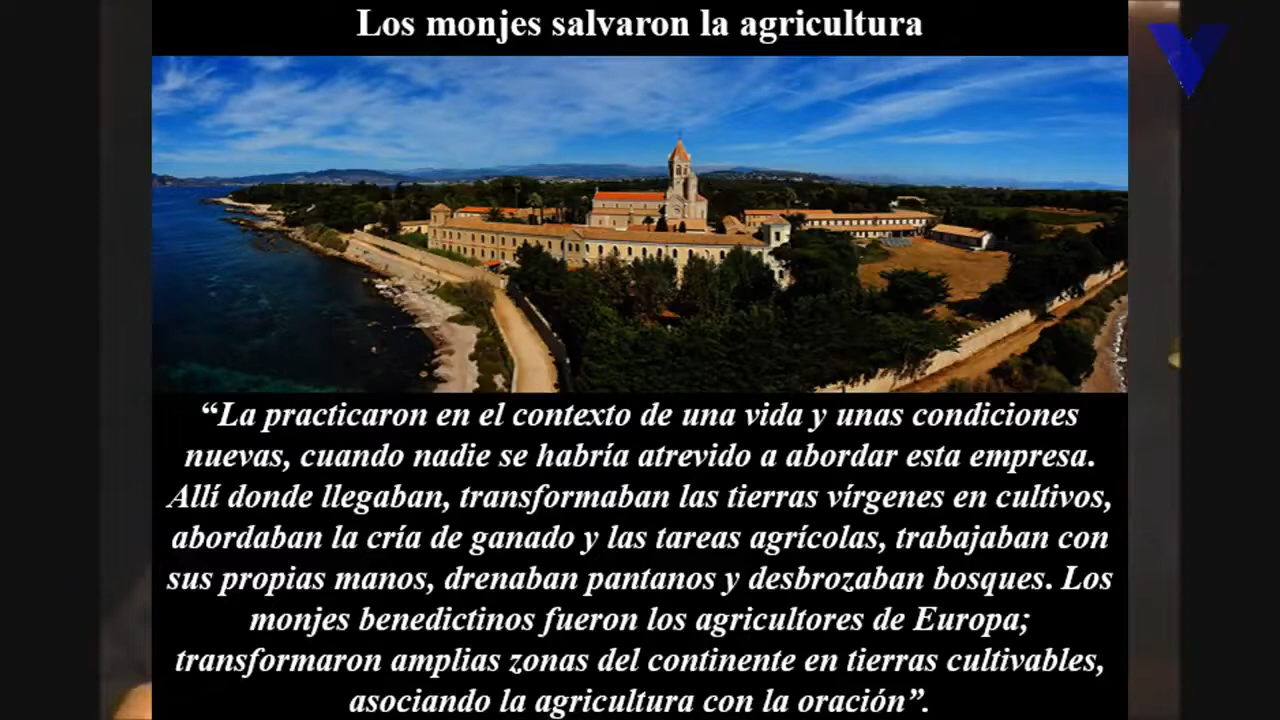 Los monjes salvaron la agricultura
“La practicaron en el contexto de una vida y unas condiciones
nuevas, cuando nadie se habría atrevido a abordar esta empresa.
Allí donde llegaban, transformaban las tierras vírgenes en cultivos,
abordaban la cría de ganado y las tareas agrícolas, trabajaban con
sus propias manos, drenaban pantanos y desbrozaban bosques. Los
monjes benedictinos fueron los agricultores de Europa;
transformaron amplias zonas del continente en tierras cultivables,
asociando la agricultura con la oración”.